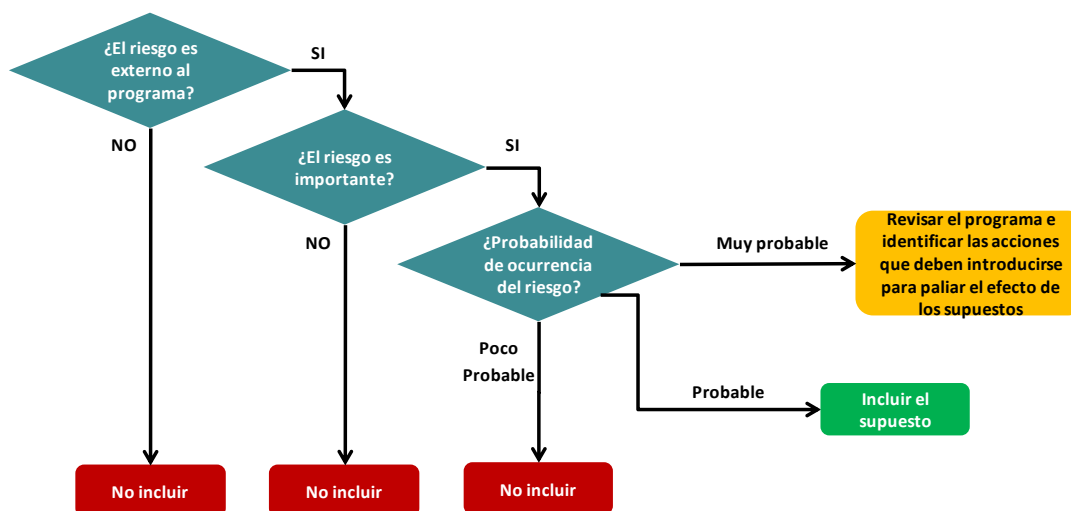 ¿El riesgo es
externo al
programa?
SI
NO
¿El riesgo es
importante?
SI
NO
¿Probabilidad
de ocurrencia
del riesgo?
Muy probable
Revisar el programa e
identificar las acciones
que deben introducirse
para paliar el efecto de
los supuestos
Poco
Probable
Probable
Incluir el
supuesto
No incluir
No incluir
No incluir